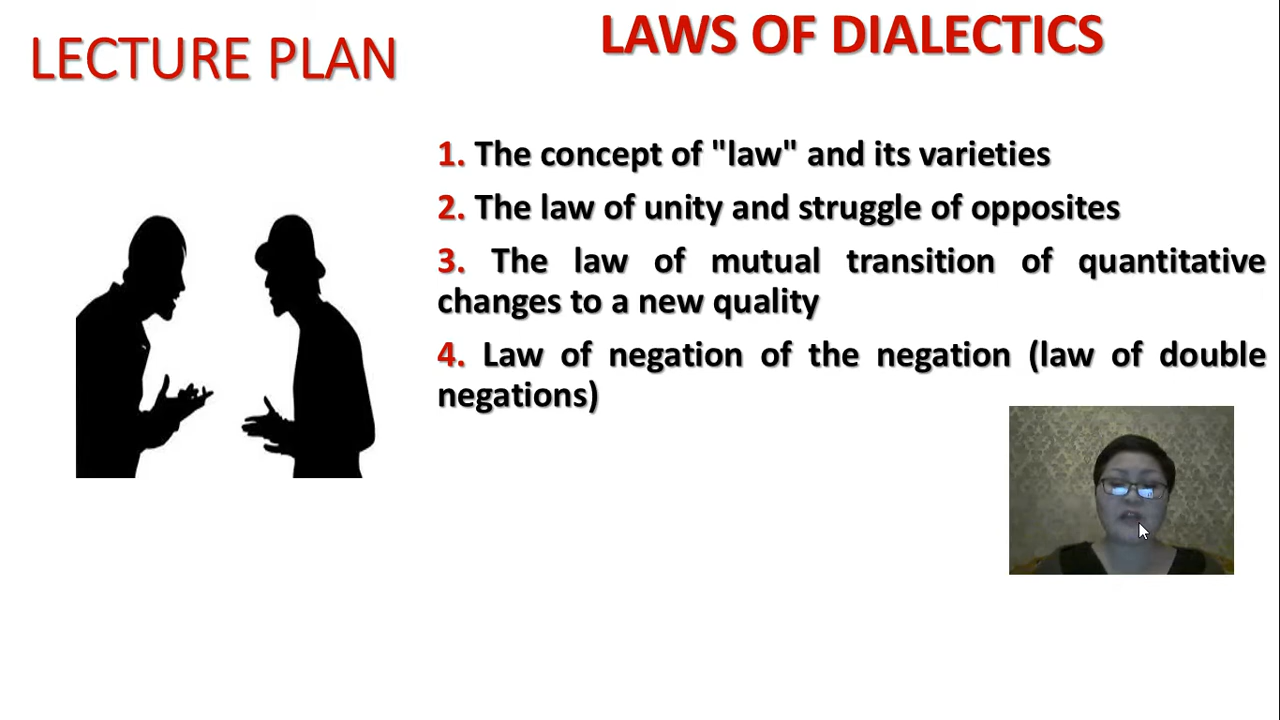 LECTURE PLAN
LAWS OF DIALECTICS
1. The concept of "law" and its varieties
2. The law of unity and struggle of opposites
3. The law of mutual transition of quantitative
changes to a new quality
4. Law of negation of the negation (law of double
negations)